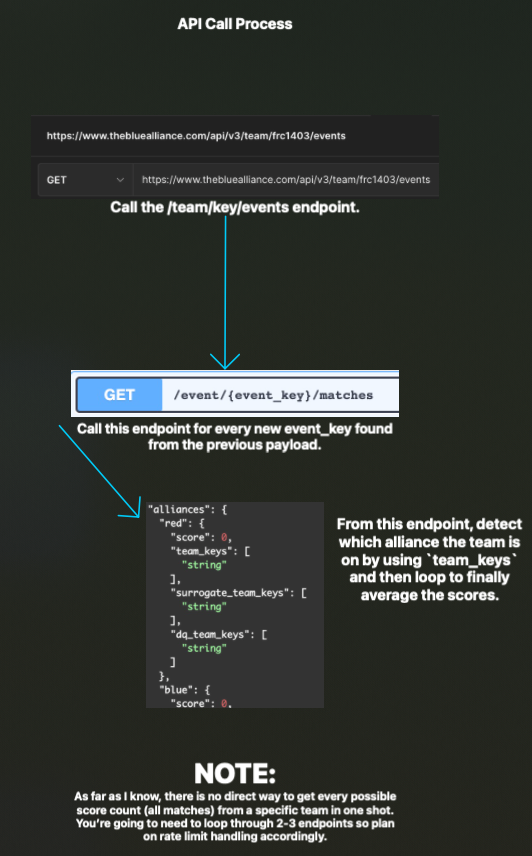 API Call Process
https://www.thebluealliance.com/api/v3/team/frc1403/events
GET https://www.thebluealliance.com/api/v3/team/frc1403/events
Call the /team/key/events endpoint.
GET /event/{event_key}/matches
Call this endpoint for every new event_key found
from the previous payload.
"alliances": {
"red": {
"score": 0,
"team_keys": [
"string"
],
"surrogate_team_keys": [
"string"
],
"dq_team_keys": [
"string"
]
},
"blue": {
"score": 0,
From this endpoint, detect
which alliance the team is
on by using `team_keys`
and then loop to finally
average the scores.
NOTE:
As far as I know, there is no direct way to get every possible
score count (all matches) from a specific team in one shot.
You’re going to need to loop through 2-3 endpoints so plan
on rate limit handling accordingly.